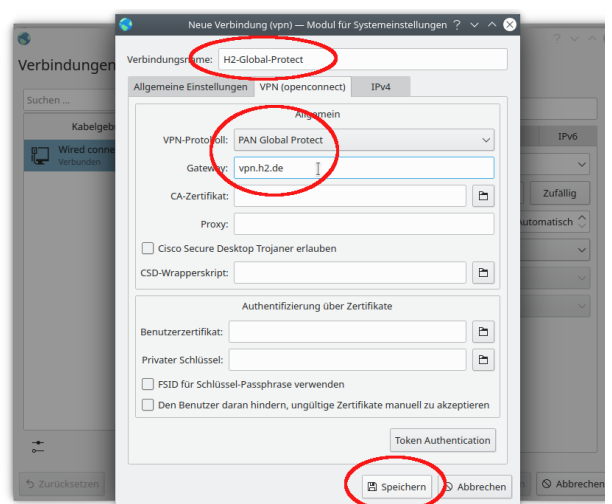 Neue Verbindung (vpn) — Modul für Systemeinstellungen
Verbindungen
Verbindungsname: H2-Global-Protect
Allgemeine Einstellungen VPN (openconnect) IPv4
Suchen ...
Allgemein
Kabelgeb
VPN-Protokoll: PAN Global Protect
IPv6
Wired conne
Verbunden
Gateway: vpn.h2.de
CA-Zertifikat:
Zufällig
Proxy:
Automatisch
Cisco Secure Desktop Trojaner erlauben
CSD-Wrapperskript:
Authentifizierung über Zertifikate
Benutzerzertifikat:
Privater Schlüssel:
FSID für Schlüssel-Passphrase verwenden
Den Benutzer daran hindern, ungültige Zertifikate manuell zu akzeptieren
Token Authentication
Zurücksetzen
Speichern
Abbrechen
Abbrechen